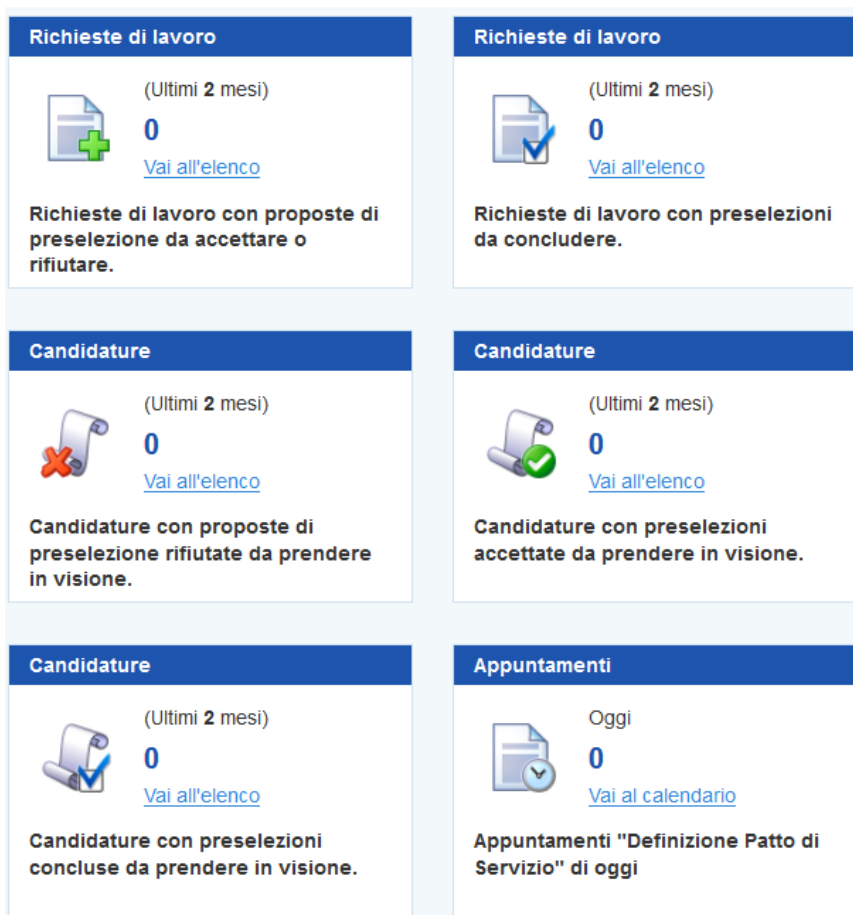 Richieste di lavoro
(Ultimi 2 mesi)
0
Vai all'elenco
Richieste di lavoro con proposte di
preselezione da accettare o
rifiutare.
Richieste di lavoro
(Ultimi 2 mesi)
0
Vai all'elenco
Richieste di lavoro con preselezioni
da concludere.
Candidature
(Ultimi 2 mesi)
0
Vai all'elenco
Candidature con proposte di
preselezione rifiutate da prendere
in visione.
Candidature
(Ultimi 2 mesi)
0
Vai all'elenco
Candidature con preselezioni
accettate da prendere in visione.
Candidature
(Ultimi 2 mesi)
0
Vai all'elenco
Candidature con preselezioni
concluse da prendere in visione.
Appuntamenti
Oggi
0
Vai al calendario
Appuntamenti "Definizione Patto di
Servizio" di oggi